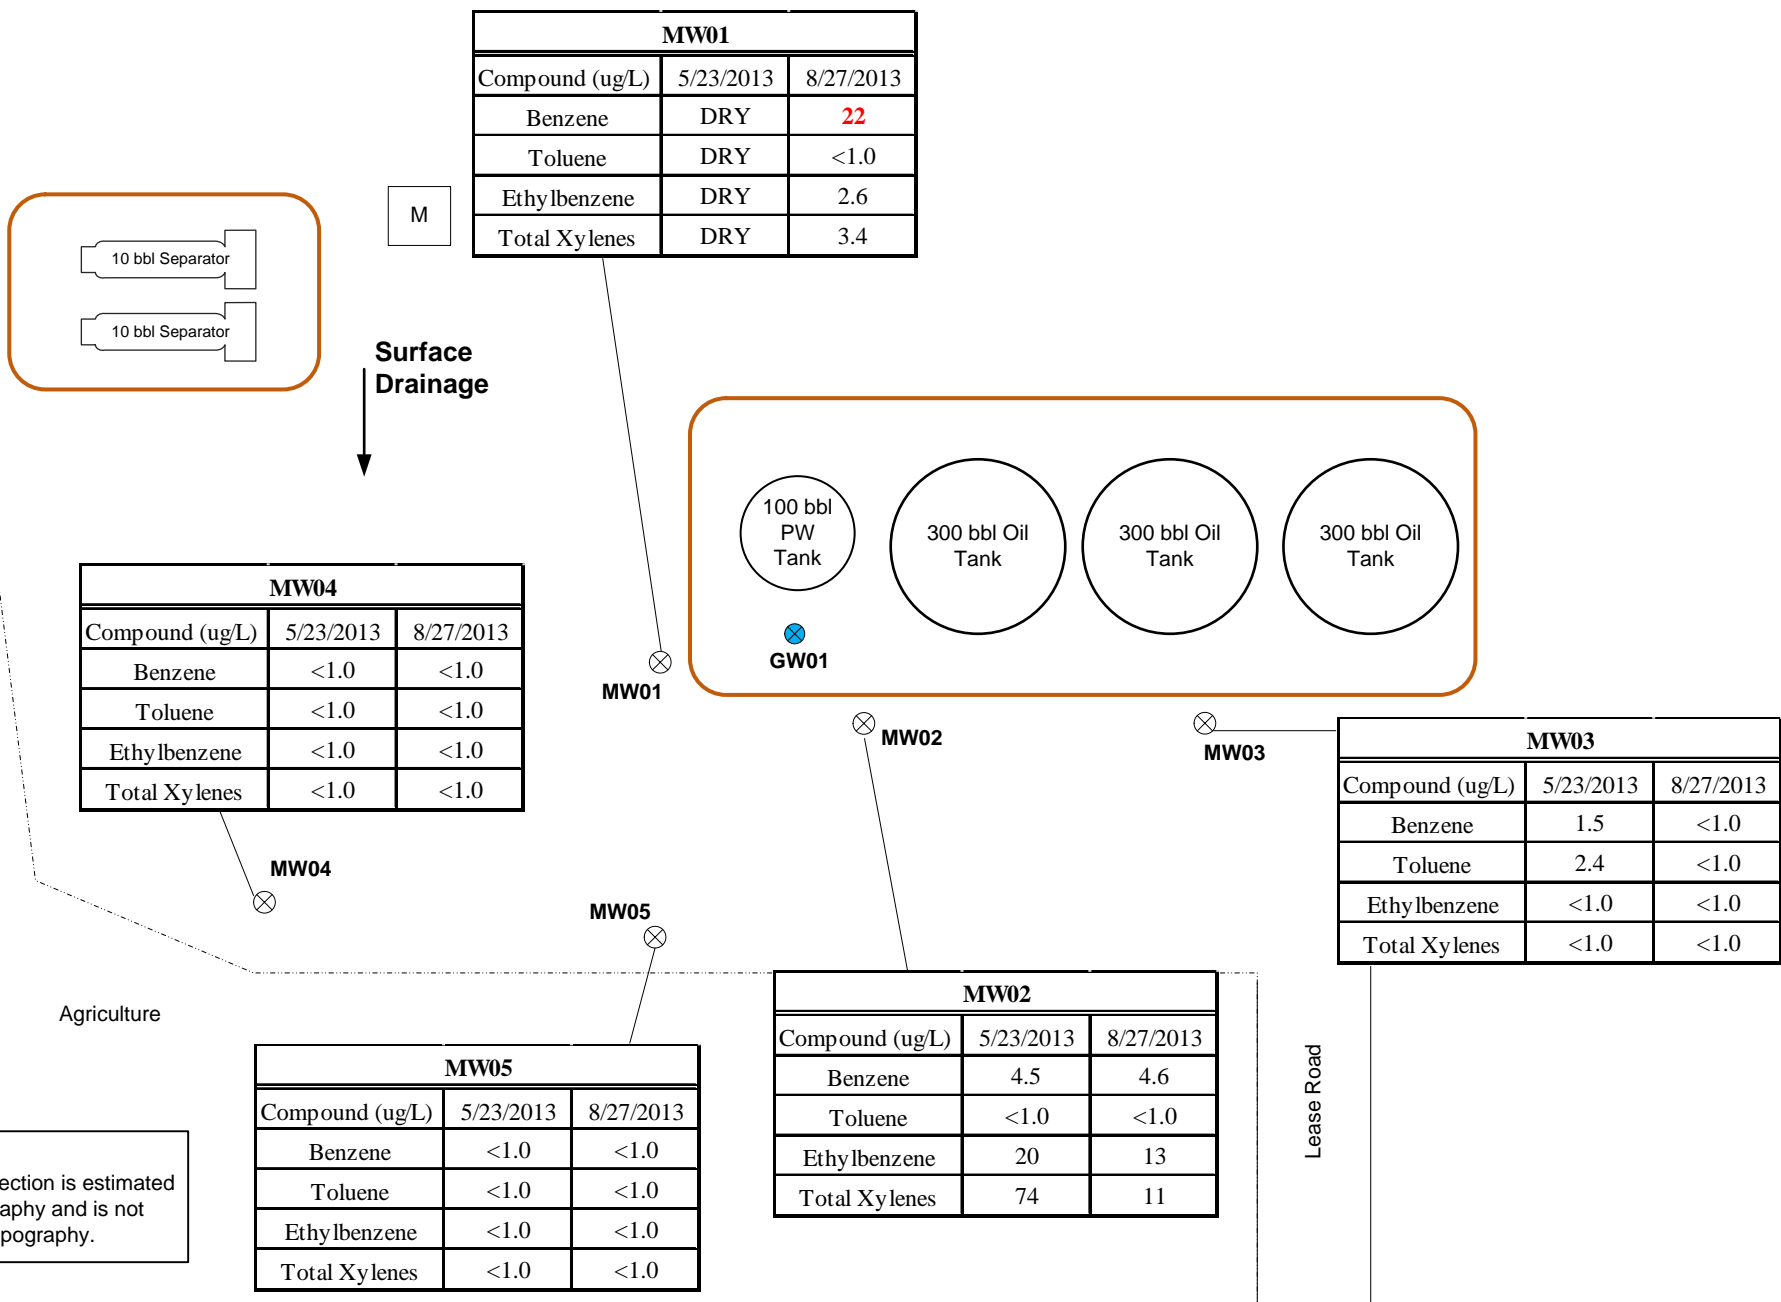 MW01
Compound (ug/L) 5/23/2013 8/27/2013
Benzene DRY 22
Toluene DRY <1.0
Ethylbenzene DRY 2.6
Total Xylenes DRY 3.4
M
10 bbl Separator
10 bbl Separator
Surface
Drainage
100 bbl
PW
Tank
300 bbl Oil
Tank
300 bbl Oil
Tank
300 bbl Oil
Tank
GW01
MW01
MW02
MW03
MW04
Compound (ug/L) 5/23/2013 8/27/2013
Benzene <1.0 <1.0
Toluene <1.0 <1.0
Ethylbenzene <1.0 <1.0
Total Xylenes <1.0 <1.0
MW04
MW05
MW03
Compound (ug/L) 5/23/2013 8/27/2013
Benzene 1.5 <1.0
Toluene 2.4 <1.0
Ethylbenzene <1.0 <1.0
Total Xylenes <1.0 <1.0
Agriculture
MW02
Compound (ug/L) 5/23/2013 8/27/2013
Benzene 4.5 4.6
Toluene <1.0 <1.0
Ethylbenzene 20 13
Total Xylenes 74 11
Lease Road
MW05
Compound (ug/L) 5/23/2013 8/27/2013
Benzene <1.0 <1.0
Toluene <1.0 <1.0
Ethylbenzene <1.0 <1.0
Total Xylenes <1.0 <1.0
ection is estimated
aphy and is not
pography.